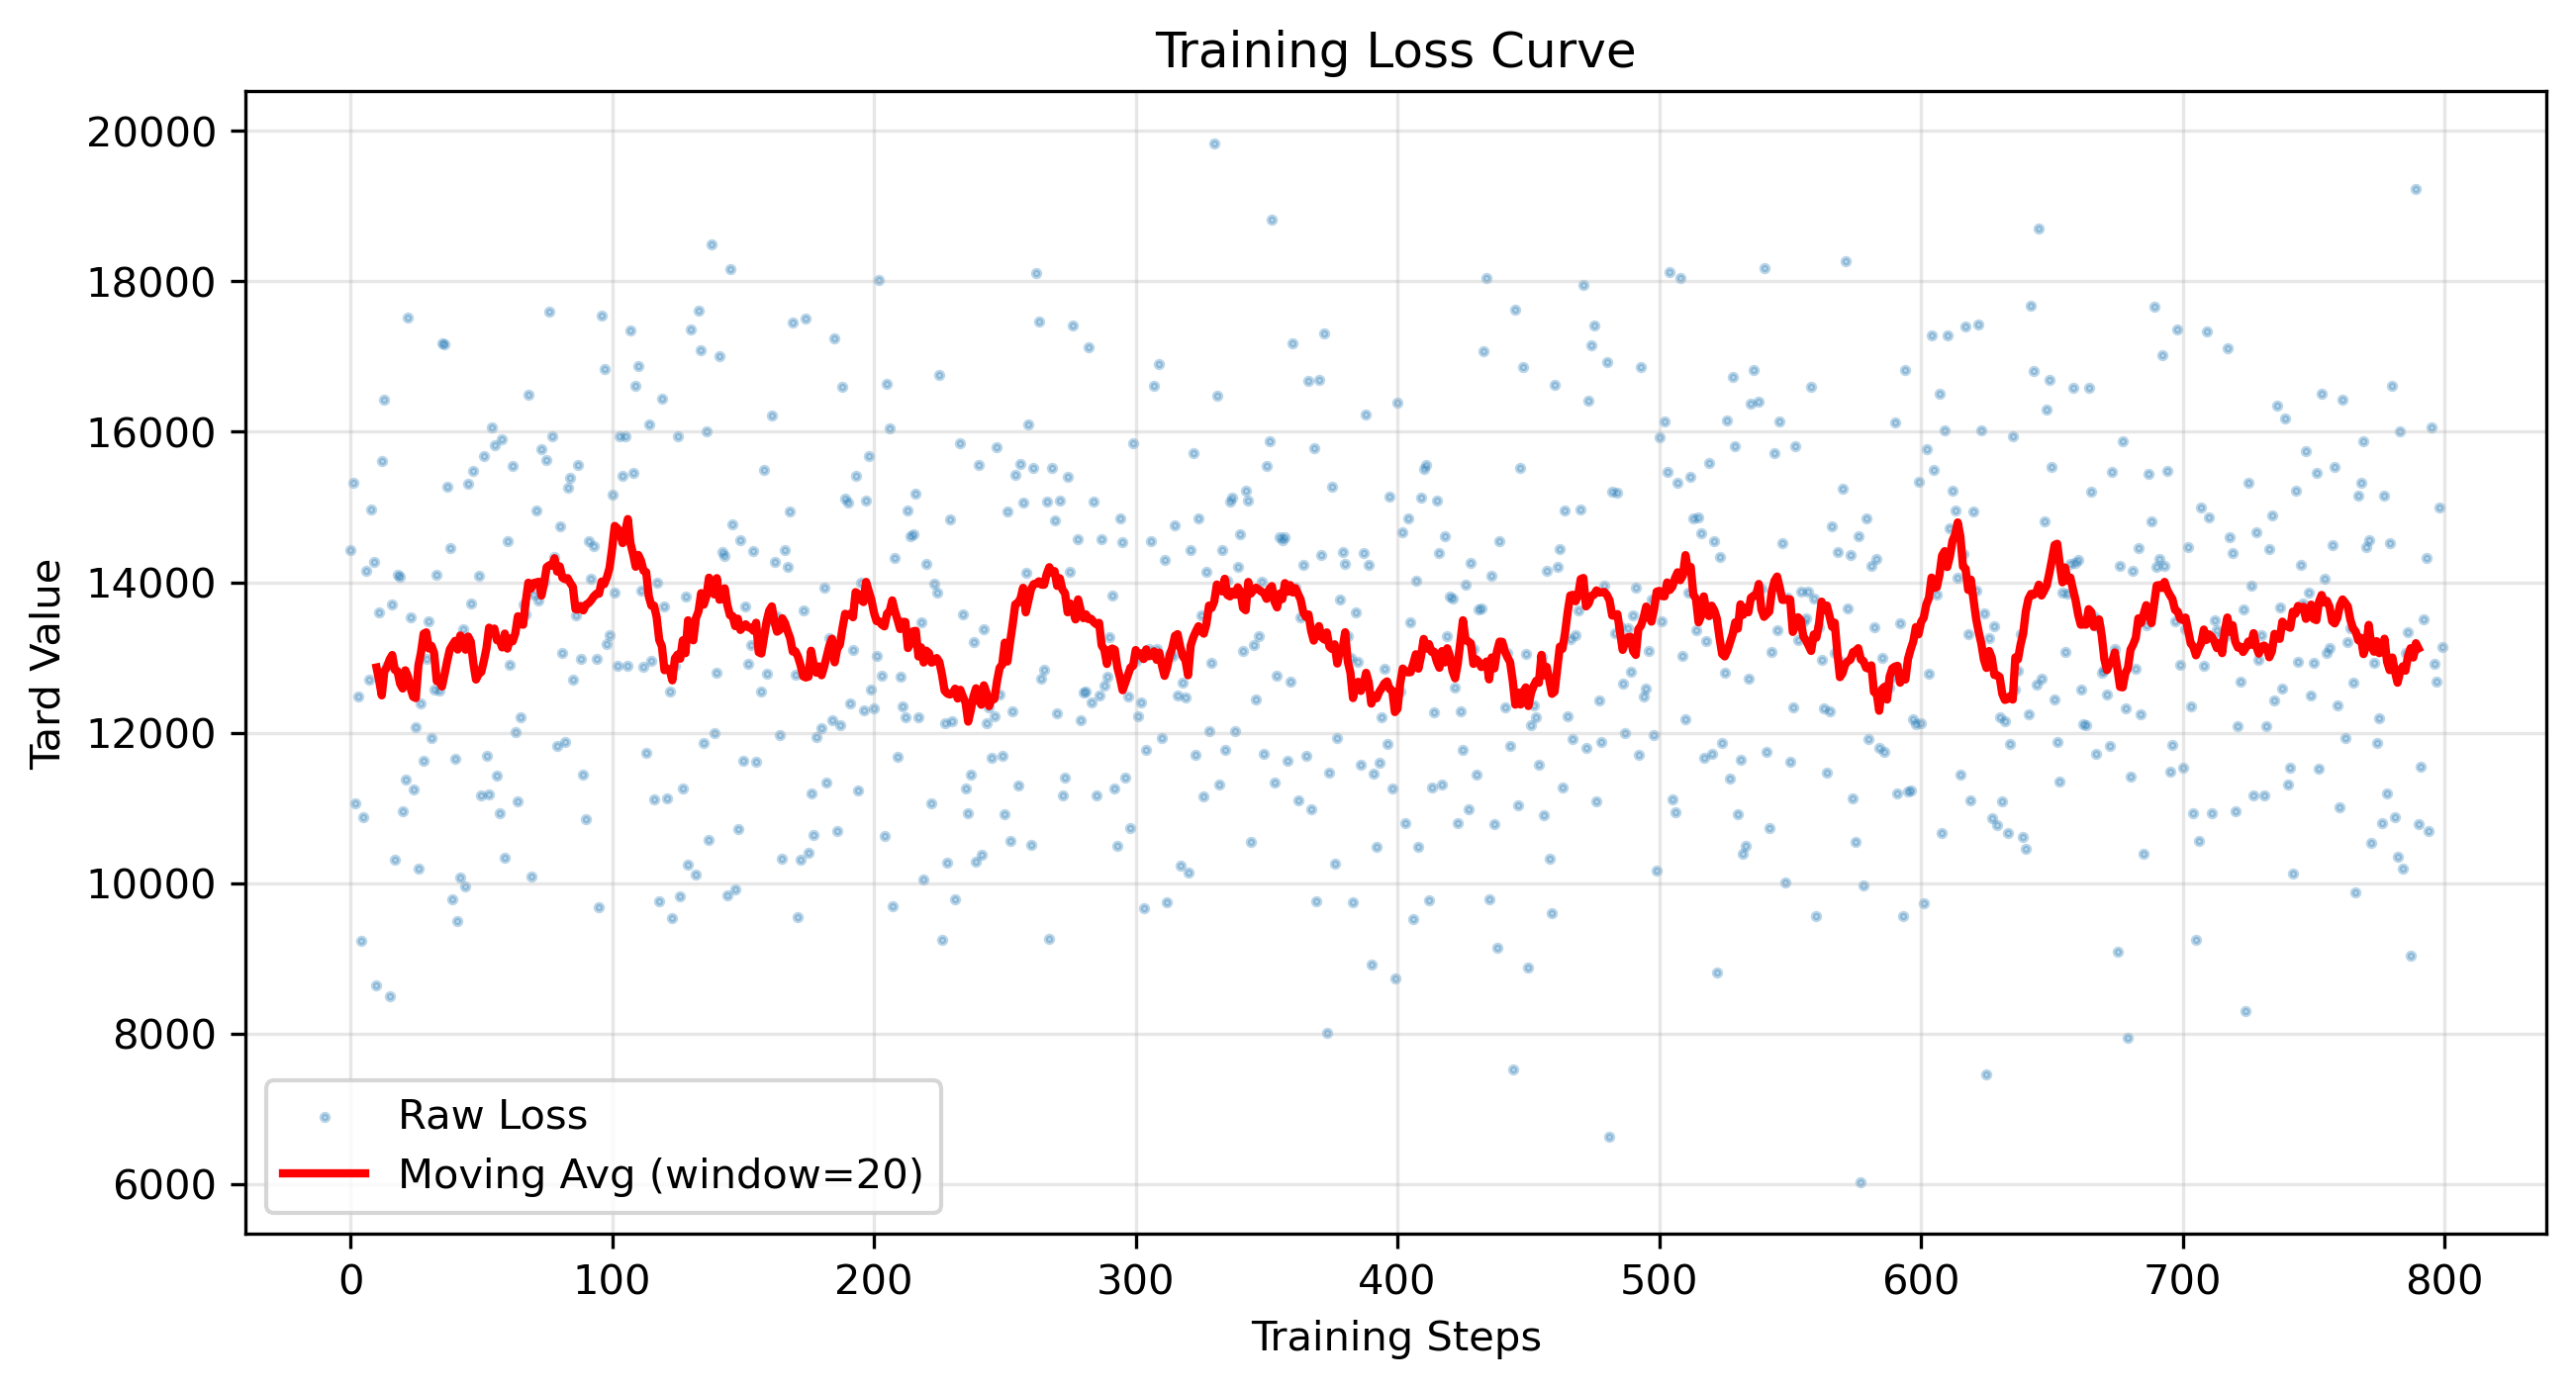 Training Loss Curve
Tard Value
20000
18000
16000
14000
12000
10000
8000
6000
Raw Loss
Moving Avg (window=20)
0 100 200 300 400 500 600 700 800
Training Steps